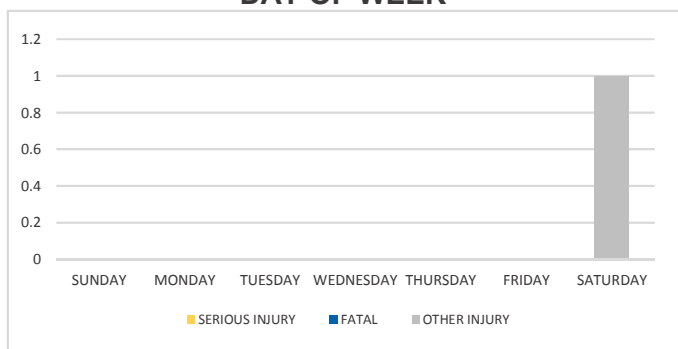 DAY OF WEEK
1.2
1
0.8
0.6
0.4
0.2
0
SUNDAY MONDAY TUESDAY WEDNESDAY THURSDAY FRIDAY SATURDAY
SERIOUS INJURY FATAL OTHER INJURY